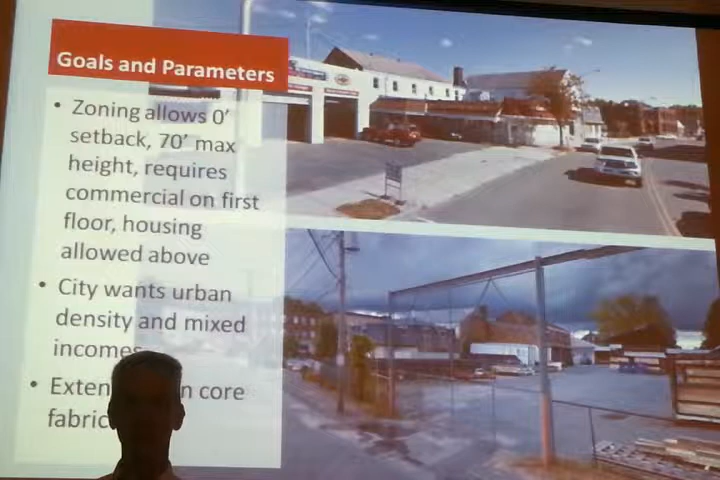 Goals and Parameters
• Zoning allows 0'
setback, 70' max
height, requires
commercial on first
floor, housing
allowed above
• City wants urban
density and mixed
incomes
• Exten n core
fabric